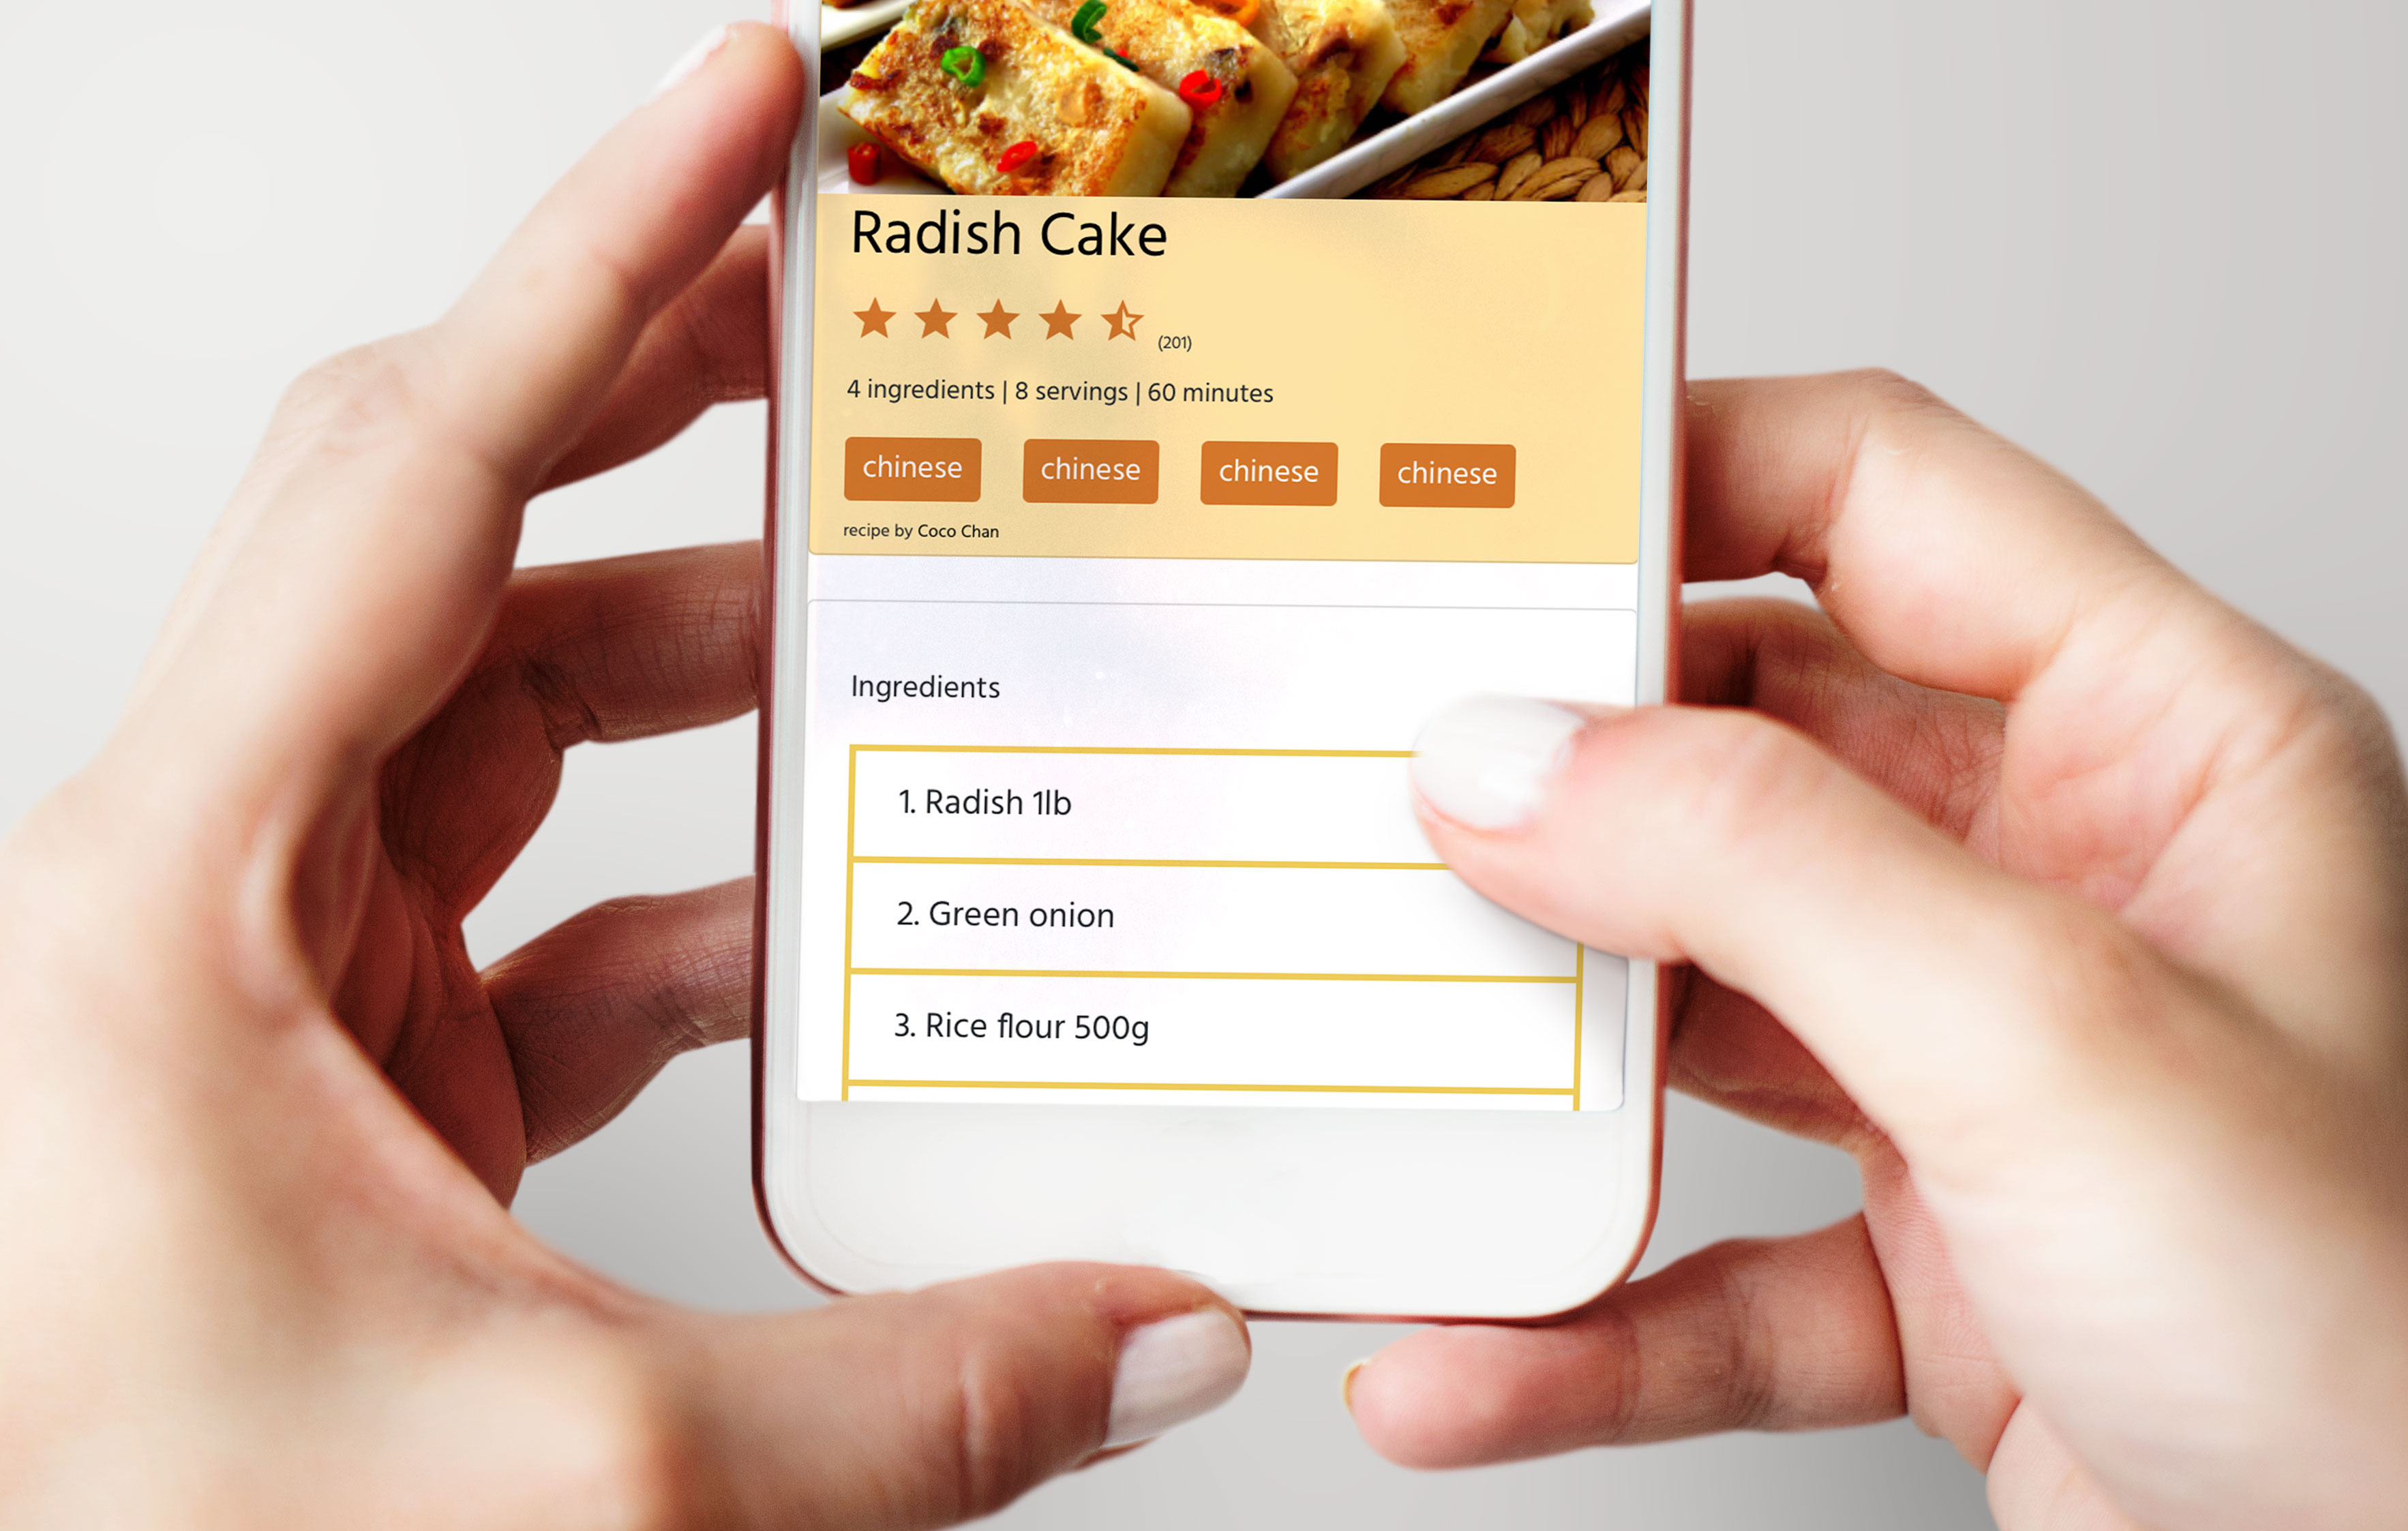 Radish Cake
(201)
4 ingredients | 8 servings | 60 minutes
chinese chinese chinese chinese
recipe by Coco Chan
Ingredients
1. Radish 1lb
2. Green onion
3. Rice flour 500g